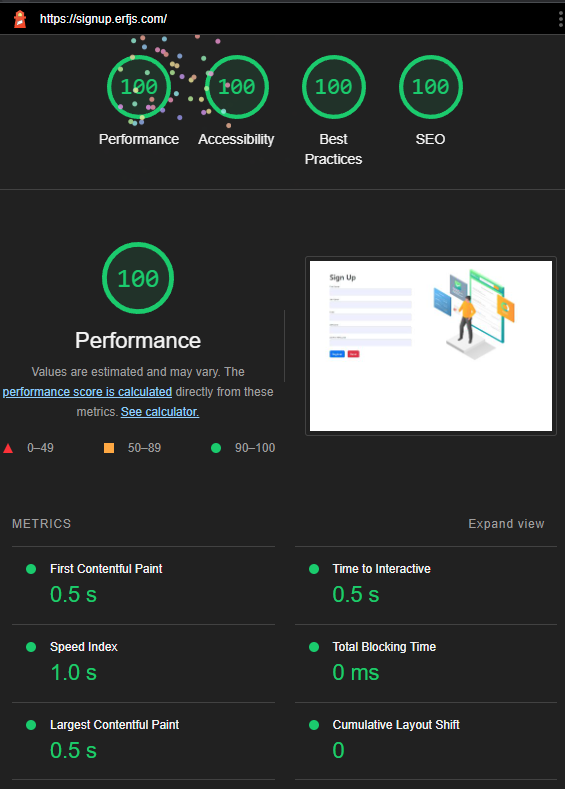 https://signup.erfjs.com/
100 100 100 100
Performance Accessibility Best Practices SEO
100
Performance
Values are estimated and may vary. The
performance score is calculated directly from these
metrics. See calculator.
0–49 50–89 90–100
Sign Up
METRICS Expand view
First Contentful Paint
0.5 s
Time to Interactive
0.5 s
Speed Index
1.0 s
Total Blocking Time
0 ms
Largest Contentful Paint
0.5 s
Cumulative Layout Shift
0